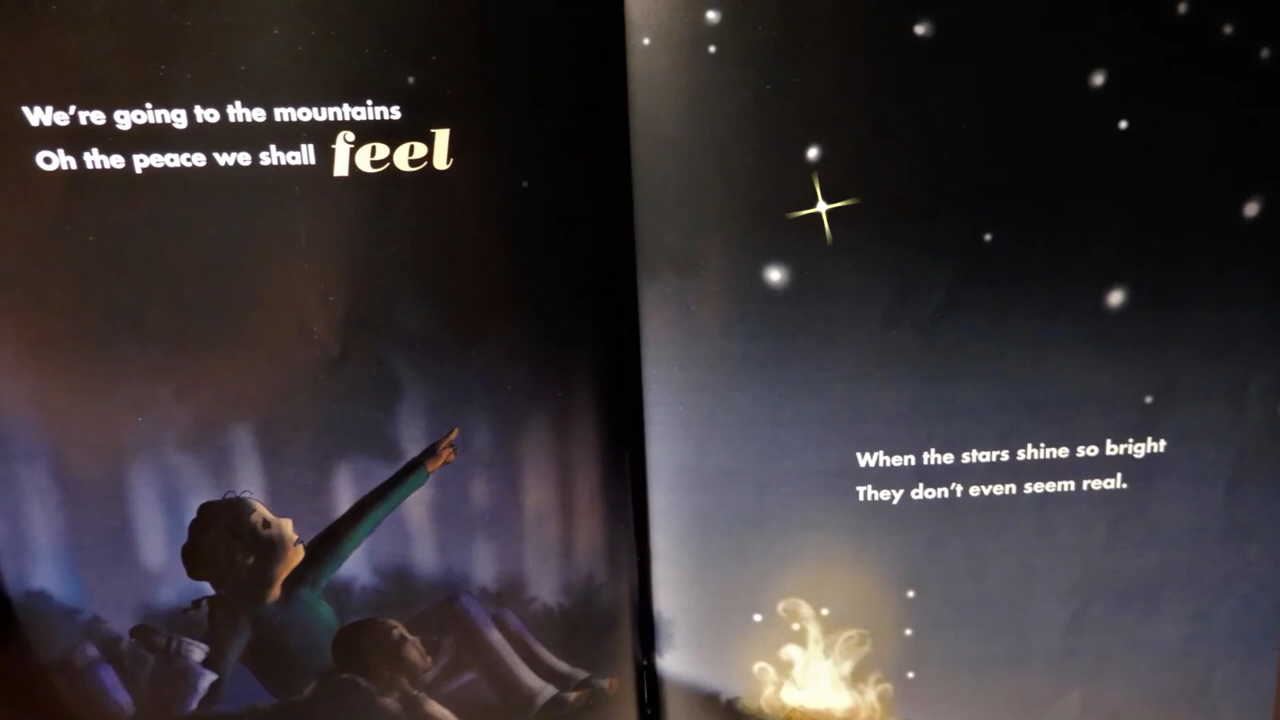 We're going to the mountains
Oh the peace we shall feel
When the stars shine so bright
They don't even seem real.